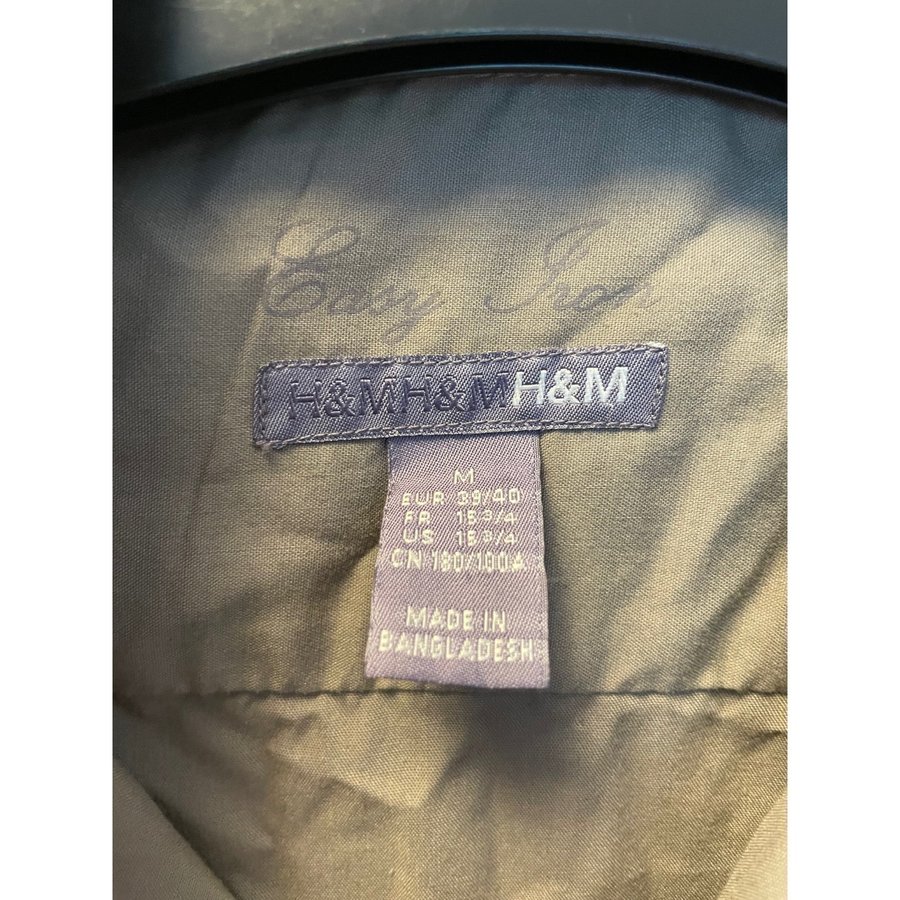 Easy Iron
H&MH&MH&M
M
EUR 39/40
FR 15 3/4
US 15 3/4
CN 180/100A
MADE IN
BANGLADESH